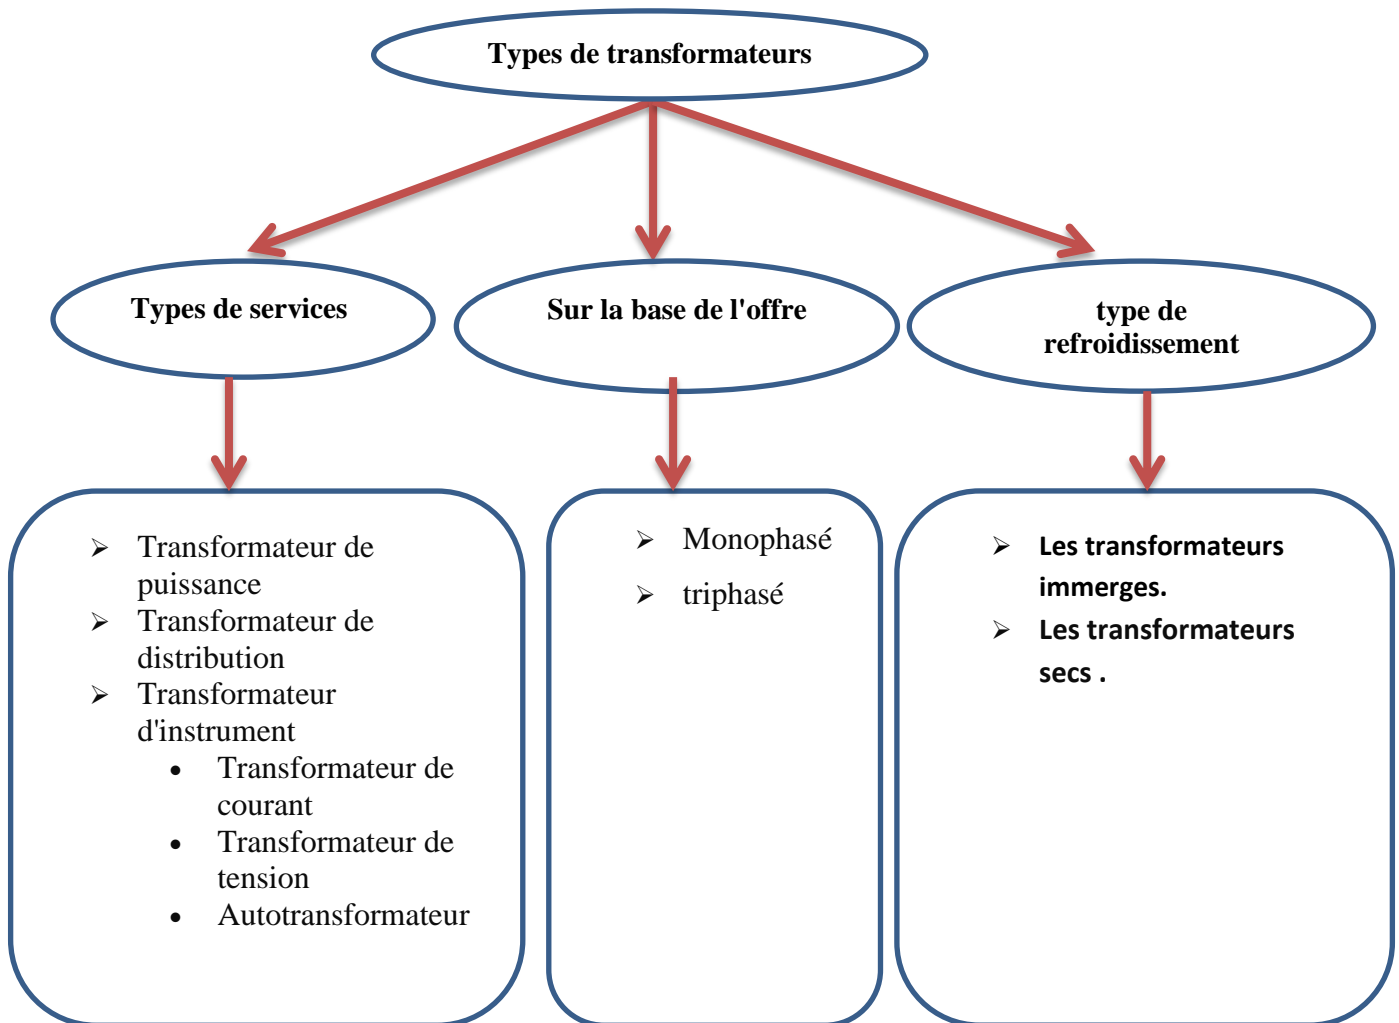 Types de transformateurs
Types de services
Sur la base de l'offre
type de
refroidissement
➢ Transformateur de
puissance
➢ Transformateur de
distribution
➢ Transformateur
d'instrument
• Transformateur de
courant
• Transformateur de
tension
• Autotransformateur
➢ Monophasé
➢ triphasé
➢ Les transformateurs
immerges.
➢ Les transformateurs
secs .